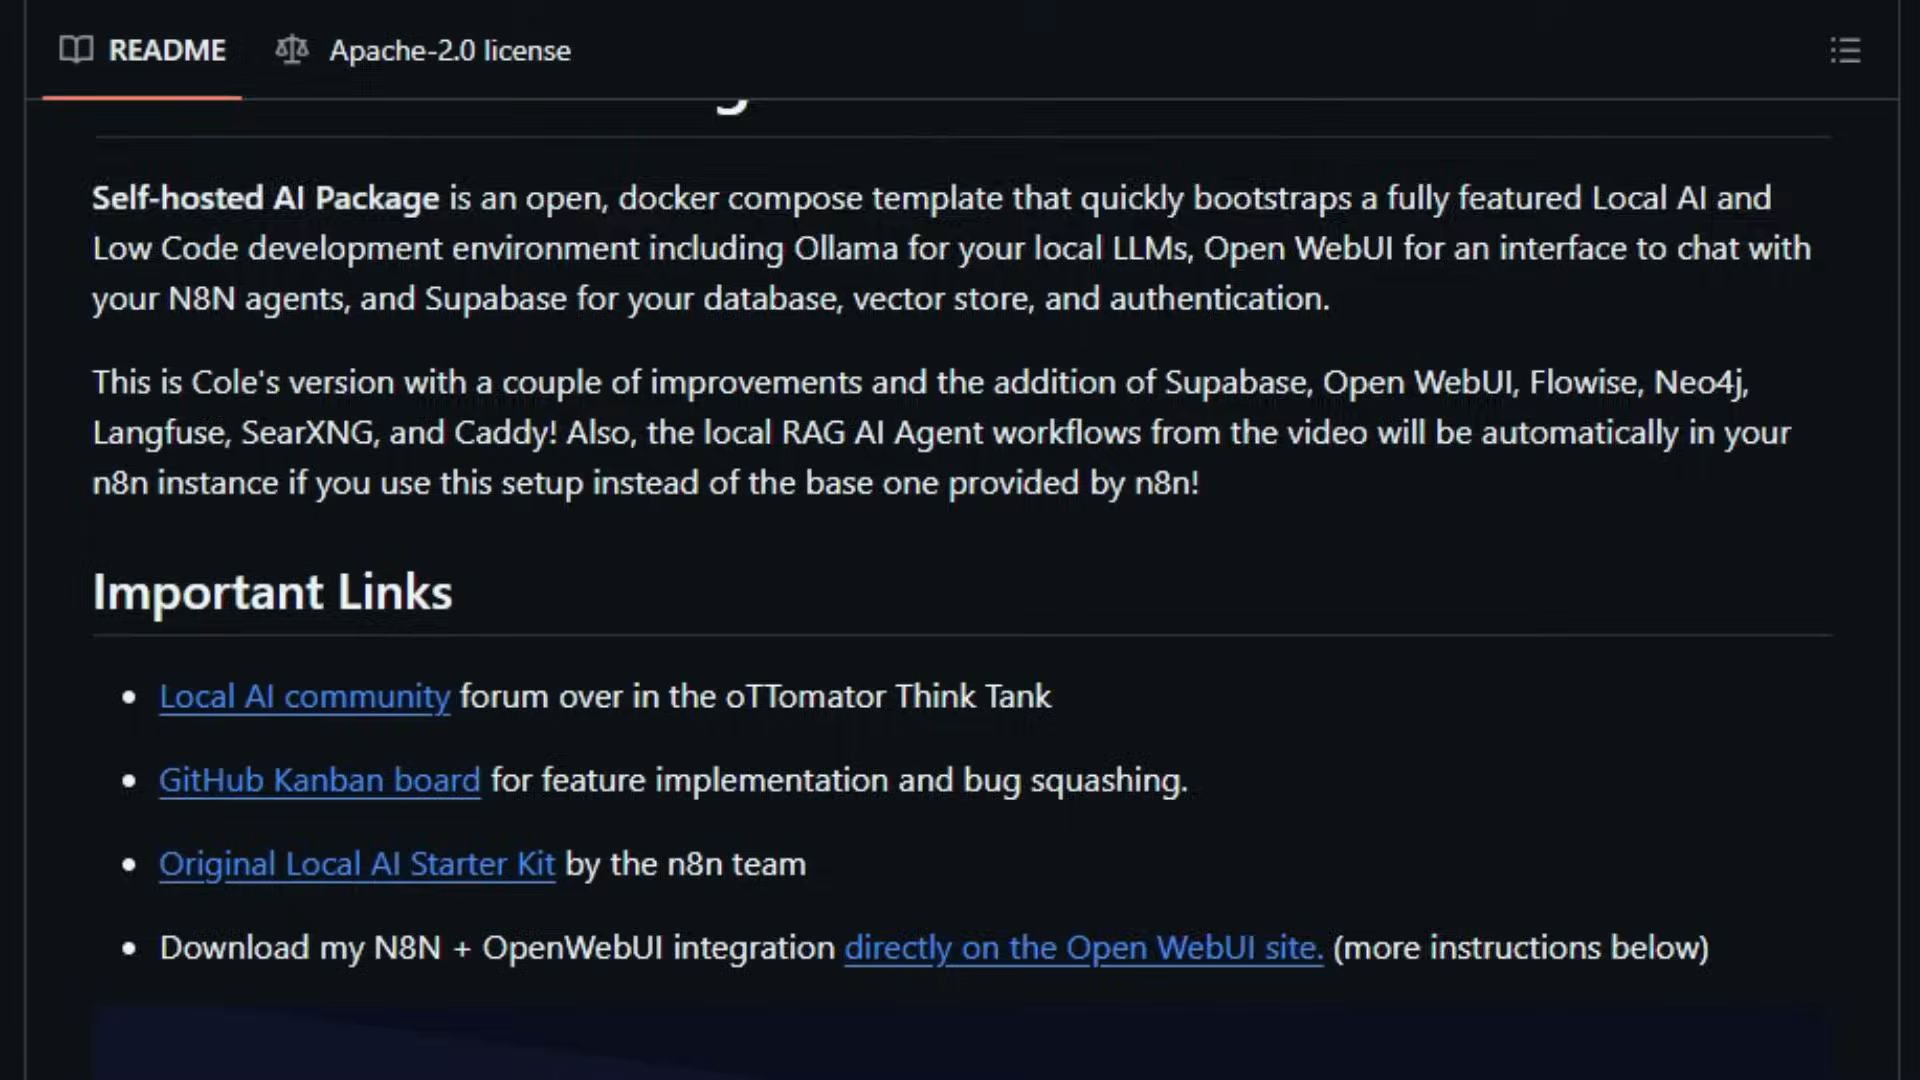 README
Apache-2.0 license
Self-hosted AI Package is an open, docker compose template that quickly bootstraps a fully featured Local AI and
Low Code development environment including Ollama for your local LLMs, Open WebUI for an interface to chat with
your N8N agents, and Supabase for your database, vector store, and authentication.
This is Cole's version with a couple of improvements and the addition of Supabase, Open WebUI, Flowise, Neo4j,
Langfuse, SearXNG, and Caddy! Also, the local RAG AI Agent workflows from the video will be automatically in your
n8n instance if you use this setup instead of the base one provided by n8n!
Important Links
Local AI community forum over in the oTTomator Think Tank
GitHub Kanban board for feature implementation and bug squashing.
Original Local AI Starter Kit by the n8n team
Download my N8N + OpenWebUI integration directly on the Open WebUI site. (more instructions below)